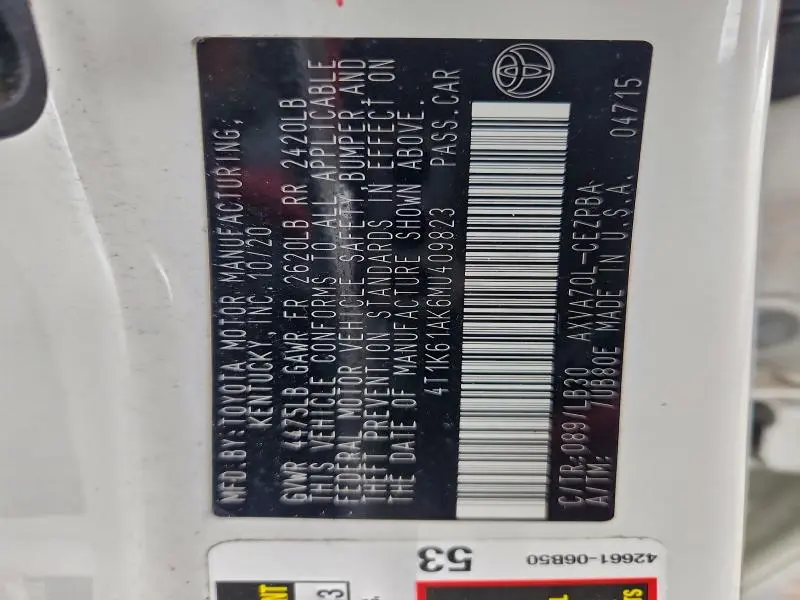 MFD.BY:TOYOTA MOTOR MANUFACTURING,
KENTUCKY, INC. 10/20
GVWR 4475LB GAWR FR 2620LB RR 2420LB
THIS VEHICLE CONFORMS TO ALL APPLICABLE
FEDERAL MOTOR VEHICLE SAFETY, BUMPER, AND
THEFT PREVENTION STANDARDS IN EFFECT ON
THE DATE OF MANUFACTURE SHOWN ABOVE.
4T1K61AK6MU409823 PASS.CAR
C/TR: 089/LB30 AXVA70L-CEZPBA
A/TM: /UB80E MADE IN U.S.A. 04715
53
42661-06B50
3